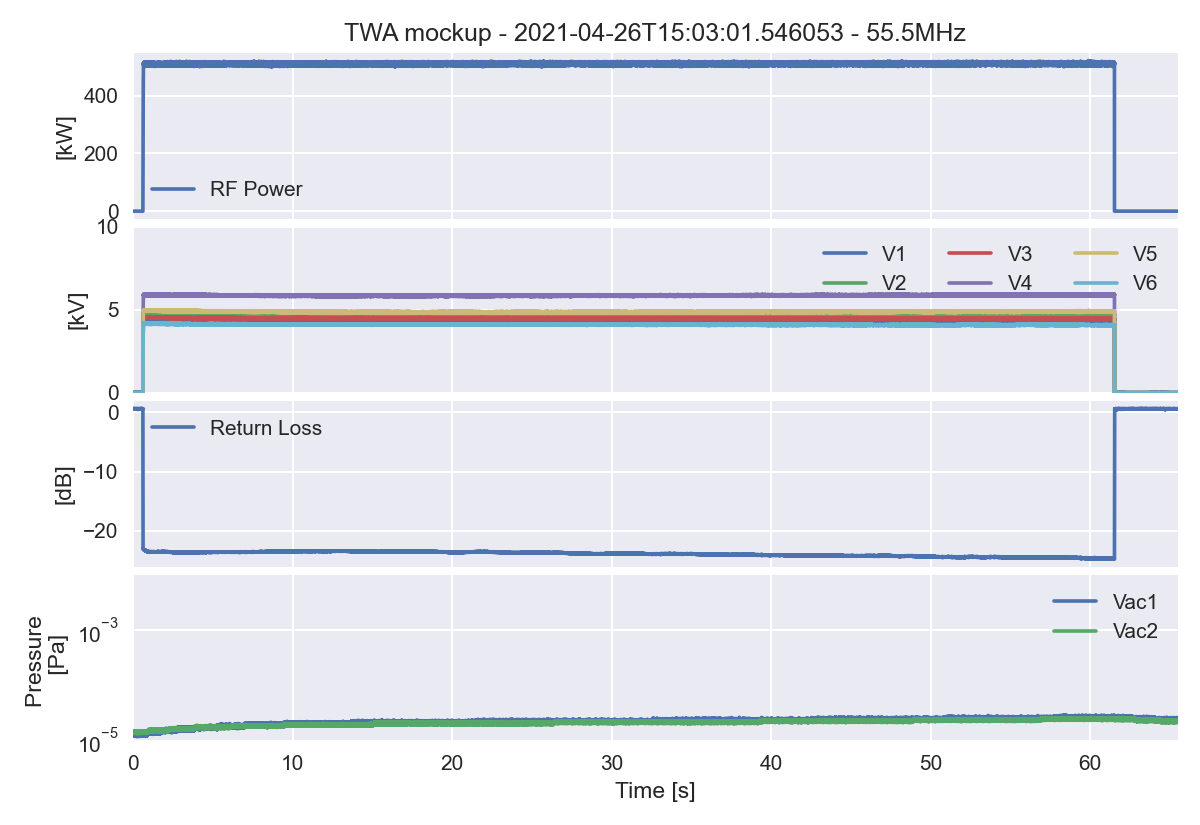 TWA mockup - 2021-04-26T15:03:01.546053 - 55.5MHz
400
200
0
[kW]
RF Power
10
5
0
[kV]
V1 V3 V5
V2 V4 V6
0
−10
−20
[dB]
Return Loss
10⁻³
10⁻⁵
Pressure
[Pa]
Vac1
Vac2
0 10 20 30 40 50 60
Time [s]